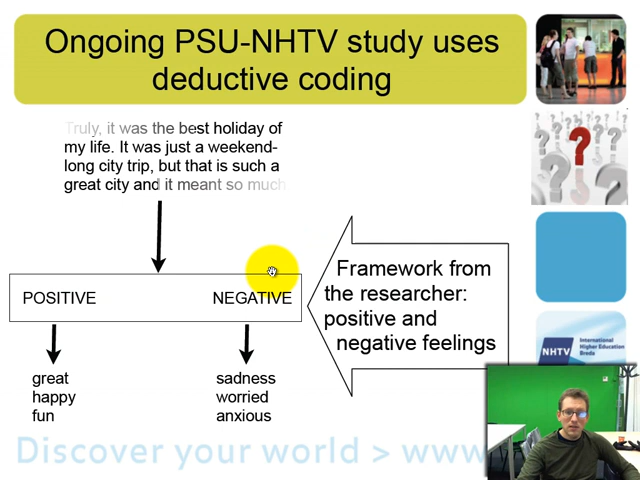 Ongoing PSU-NHTV study uses
deductive coding
Truly, it was the best holiday of
my life. It was just a weekend-
long city trip, but that is such a
great city and it meant so much
Framework from
the researcher:
positive and
negative feelings
POSITIVE
NEGATIVE
great
happy
fun
sadness
worried
anxious
NHTV
International
Higher Education
Breda
Discover your world > www